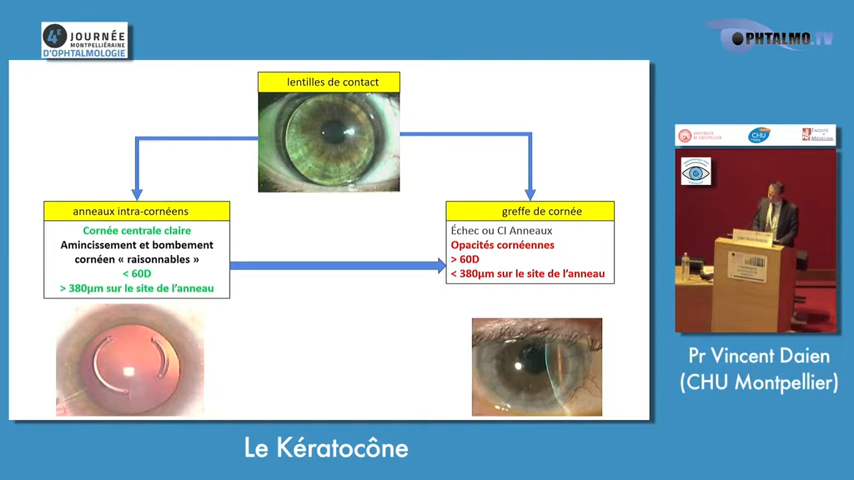 4E JOURNÉE
MONTPELLIÉRAINE
D'OPHTALMOLOGIE
OPHTALMO.TV
lentilles de contact
anneaux intra-cornéens
Cornée centrale claire
Amincissement et bombement
cornéen « raisonnables »
< 60D
> 380µm sur le site de l'anneau
greffe de cornée
Échec ou CI Anneaux
Opacités cornéennes
> 60D
< 380µm sur le site de l'anneau
CHU
Pr Vincent Daien
(CHU Montpellier)
Le Kératocône